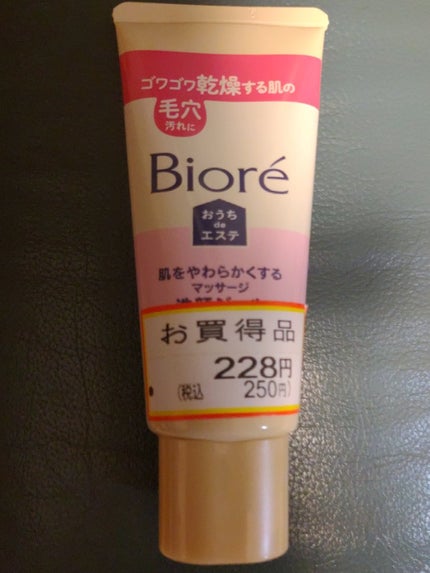 ゴワゴワ乾燥する肌の
毛穴
汚れに
Bioré
おうち
de
エステ
肌をやわらかくする
マッサージ
お買得品
228円
(税込 250円)